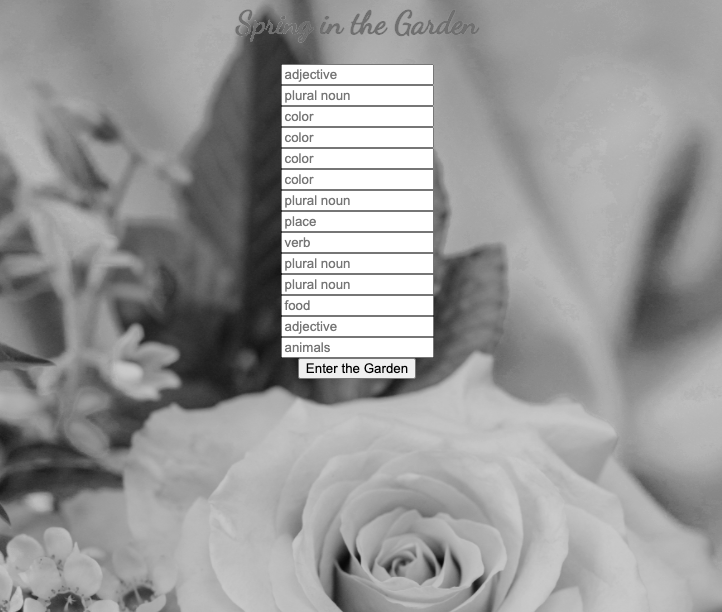 Spring in the Garden
adjective
plural noun
color
color
color
color
plural noun
place
verb
plural noun
plural noun
food
adjective
animals
Enter the Garden